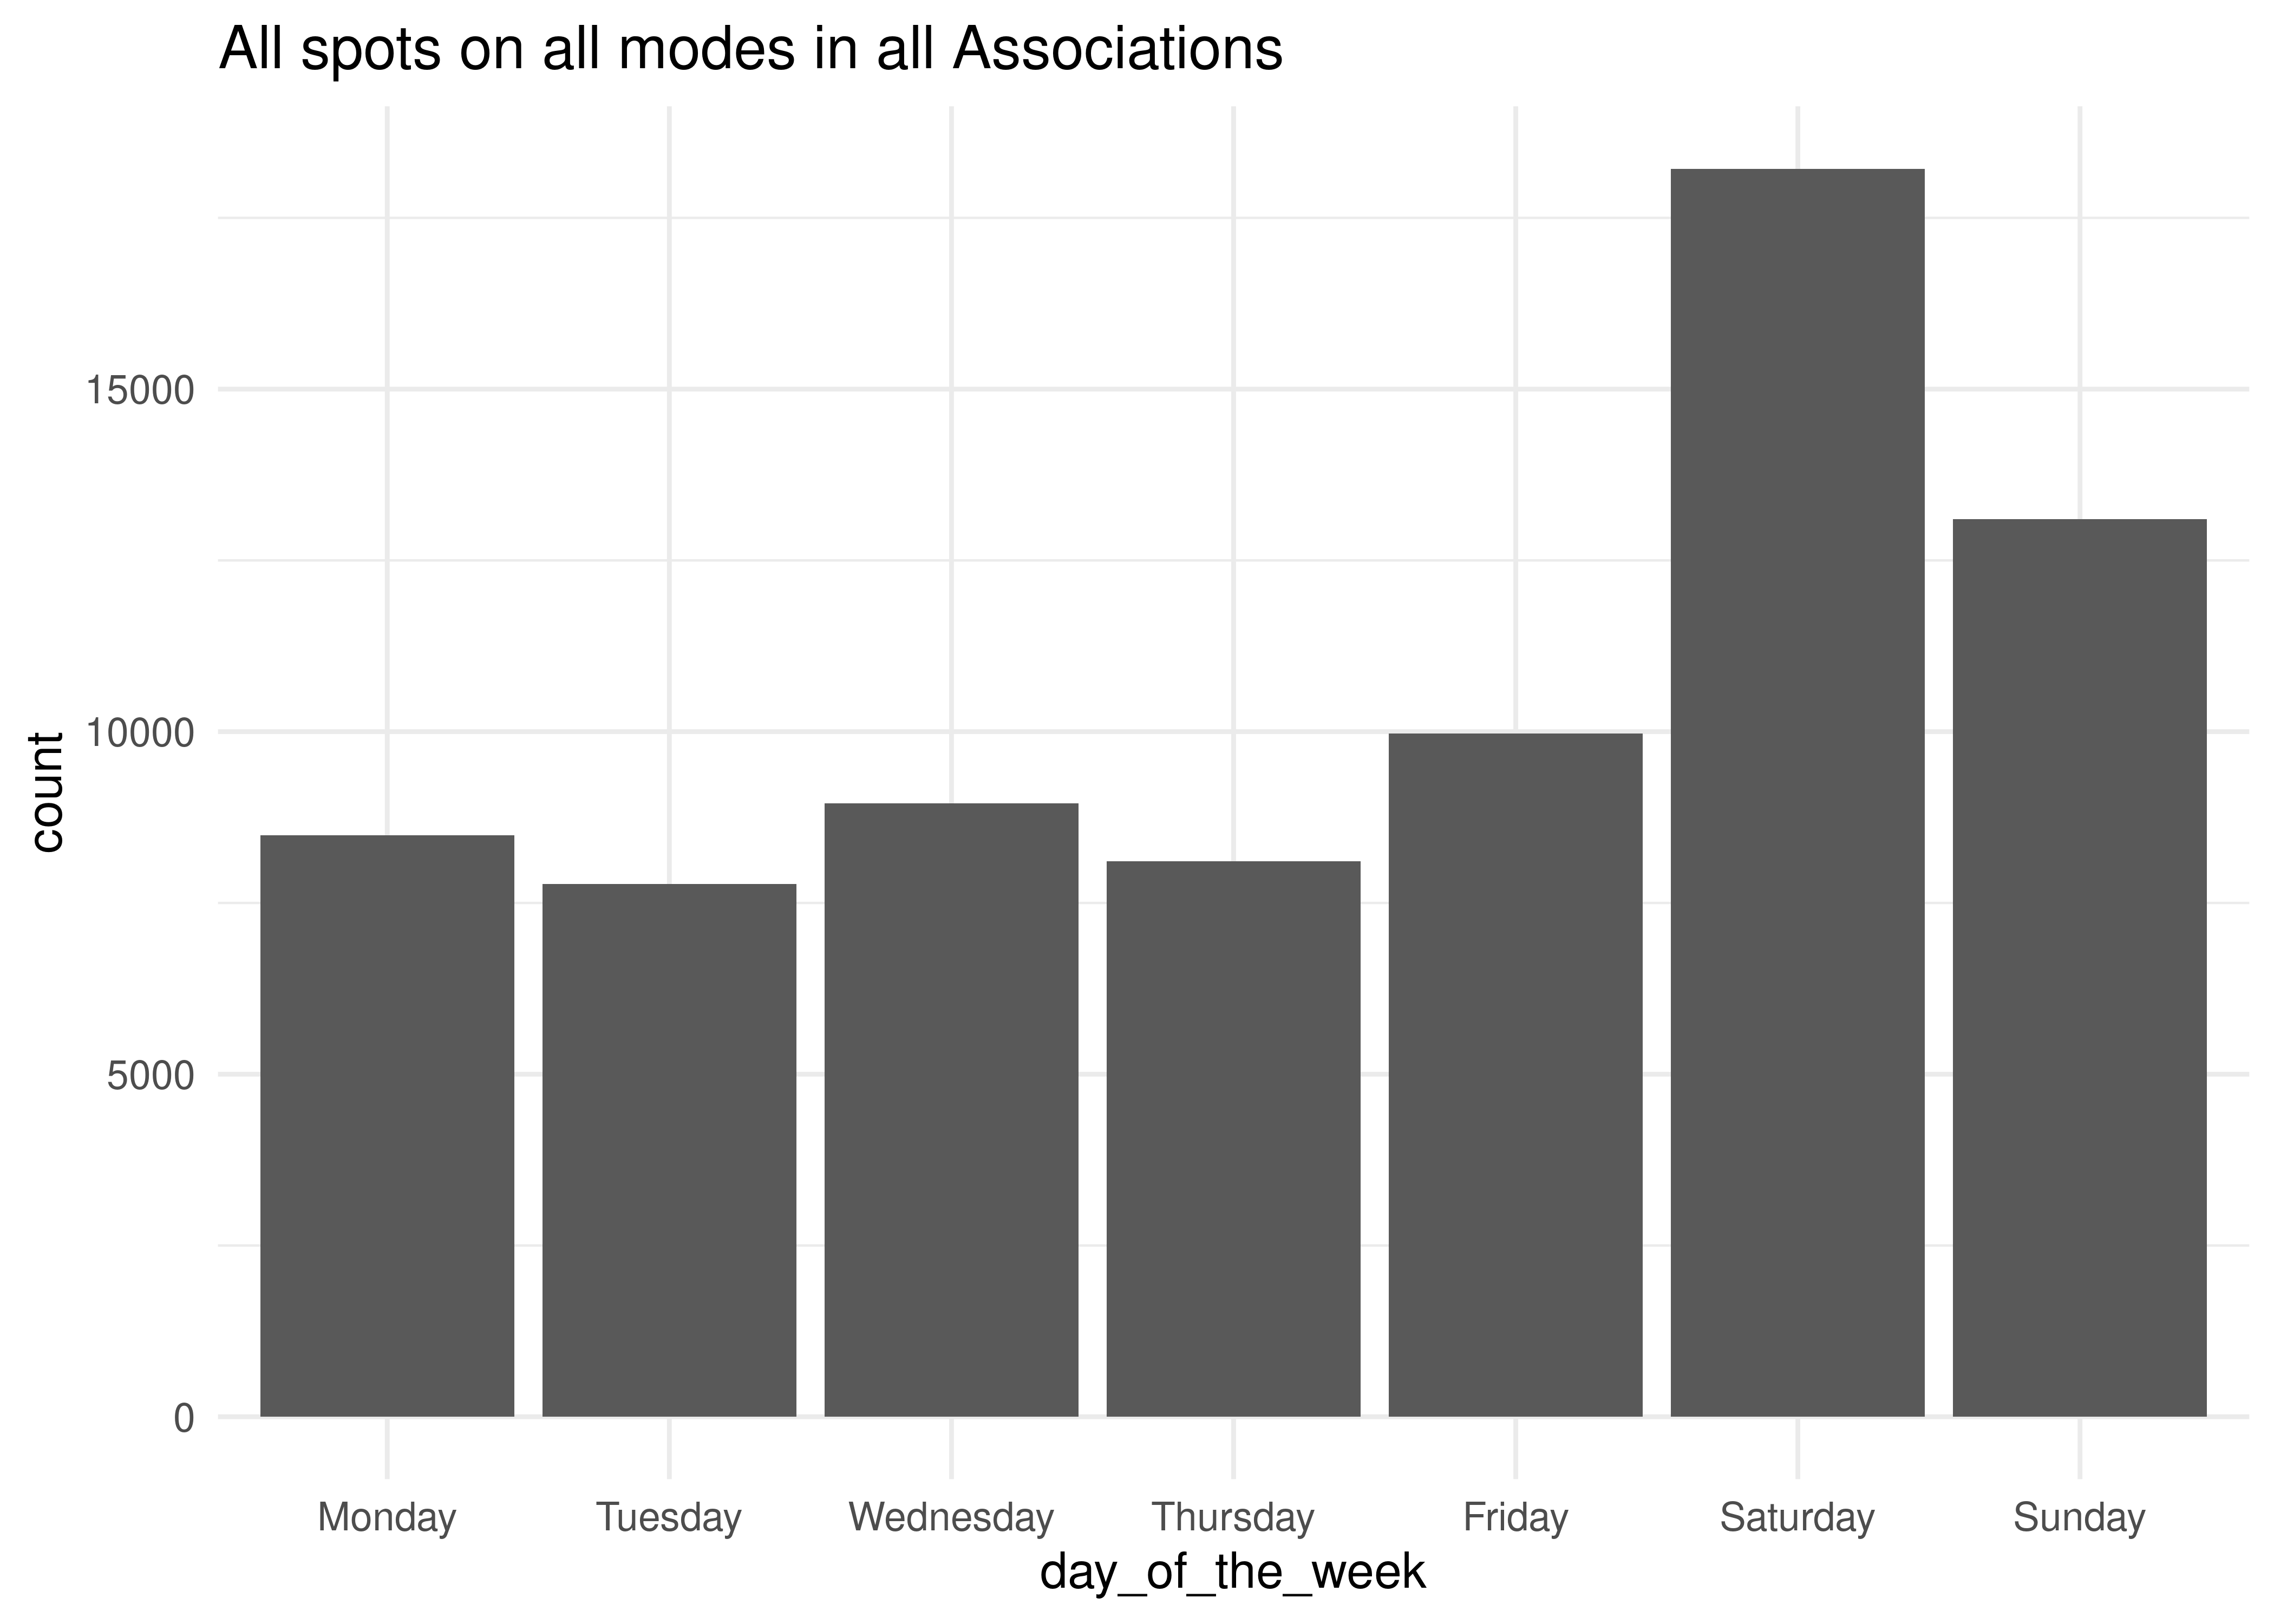 All spots on all modes in all Associations
15000
10000
5000
0
count
Monday Tuesday Wednesday Thursday Friday Saturday Sunday
day_of_the_week